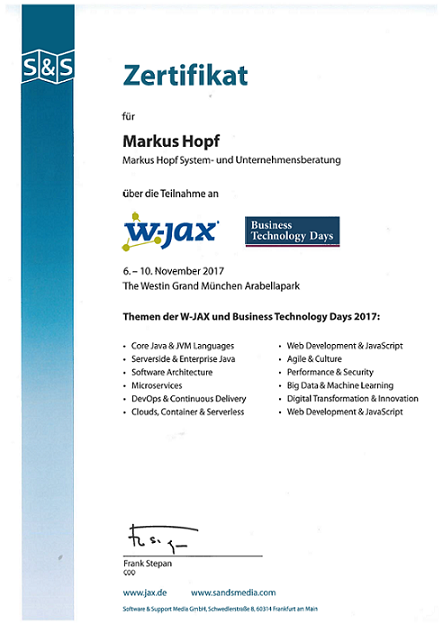 S&S
Zertifikat
für
Markus Hopf
Markus Hopf System- und Unternehmensberatung
über die Teilnahme an
W-JAX
Business
Technology Days
6. – 10. November 2017
The Westin Grand München Arabellapark
Themen der W-JAX und Business Technology Days 2017:
• Core Java & JVM Languages
• Serverside & Enterprise Java
• Software Architecture
• Microservices
• DevOps & Continuous Delivery
• Clouds, Container & Serverless
• Web Development & JavaScript
• Agile & Culture
• Performance & Security
• Big Data & Machine Learning
• Digital Transformation & Innovation
• Web Development & JavaScript
Frank Stepan
COO
www.jax.de www.sandsmedia.com
Software & Support Media GmbH, Schwedlerstraße 8, 60314 Frankfurt am Main